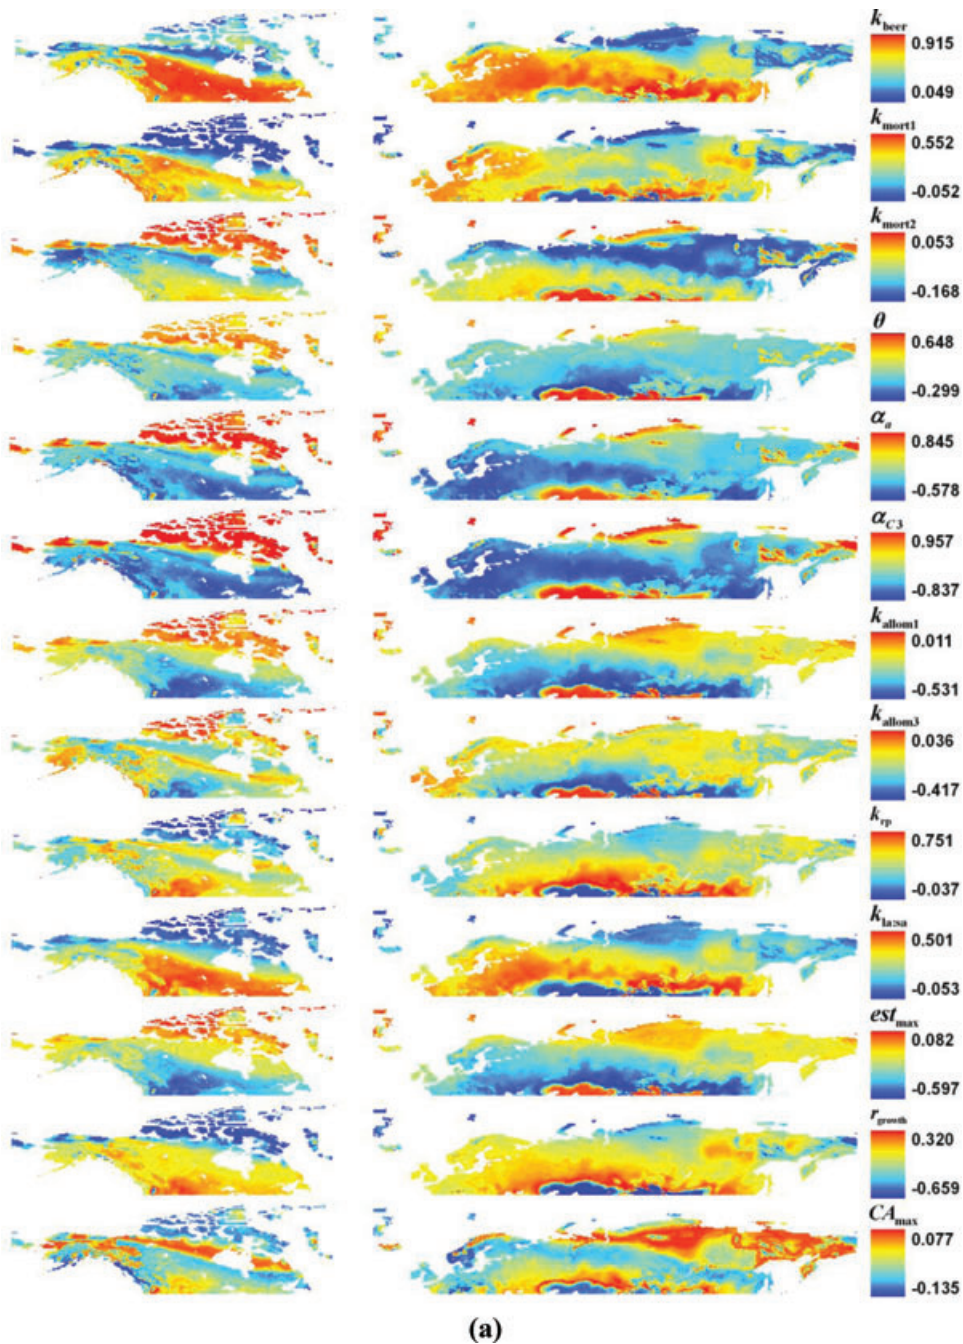 k_beer
0.915
0.049
k_mort1
0.552
-0.052
k_mort2
0.053
-0.168
θ
0.648
-0.299
α_a
0.845
-0.578
α_C3
0.957
-0.837
k_allom1
0.011
-0.531
k_allom3
0.036
-0.417
k_rp
0.751
-0.037
k_la:sa
0.501
-0.053
est_max
0.082
-0.597
r_growth
0.320
-0.659
CA_max
0.077
-0.135
(a)